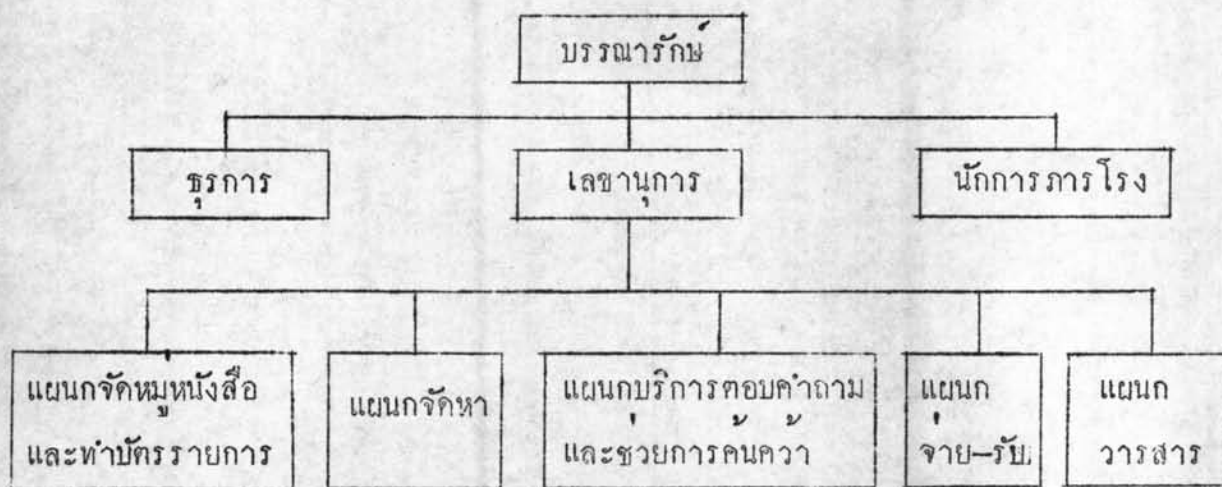 บรรณารักษ์
ธุรการ
เลขานุการ
นักการภารโรง
แผนกจัดหมู่หนังสือ
และทำบัตรรายการ
แผนกจัดหา
แผนกบริการตอบคำถาม
และช่วยการค้นคว้า
แผนก
จ่าย-รับ
แผนก
วารสาร